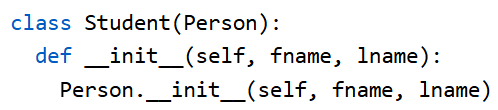 class Student(Person):
  def __init__(self, fname, lname):
    Person.__init__(self, fname, lname)